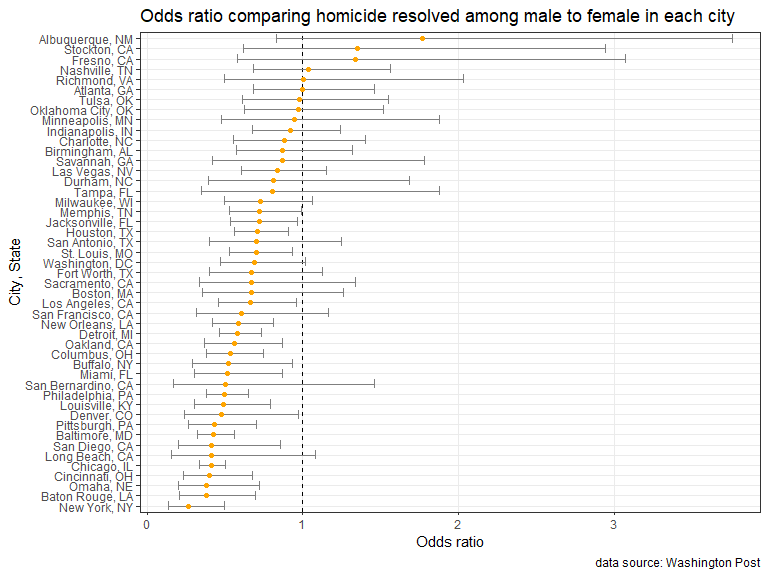 Odds ratio comparing homicide resolved among male to female in each city
City, State
Albuquerque, NM
Stockton, CA
Fresno, CA
Nashville, TN
Richmond, VA
Atlanta, GA
Tulsa, OK
Oklahoma City, OK
Minneapolis, MN
Indianapolis, IN
Charlotte, NC
Birmingham, AL
Savannah, GA
Las Vegas, NV
Durham, NC
Tampa, FL
Milwaukee, WI
Memphis, TN
Jacksonville, FL
Houston, TX
San Antonio, TX
St. Louis, MO
Washington, DC
Fort Worth, TX
Sacramento, CA
Boston, MA
Los Angeles, CA
San Francisco, CA
New Orleans, LA
Detroit, MI
Oakland, CA
Columbus, OH
Buffalo, NY
Miami, FL
San Bernardino, CA
Philadelphia, PA
Louisville, KY
Denver, CO
Pittsburgh, PA
Baltimore, MD
San Diego, CA
Long Beach, CA
Chicago, IL
Cincinnati, OH
Omaha, NE
Baton Rouge, LA
New York, NY
0 1 2 3
Odds ratio
data source: Washington Post